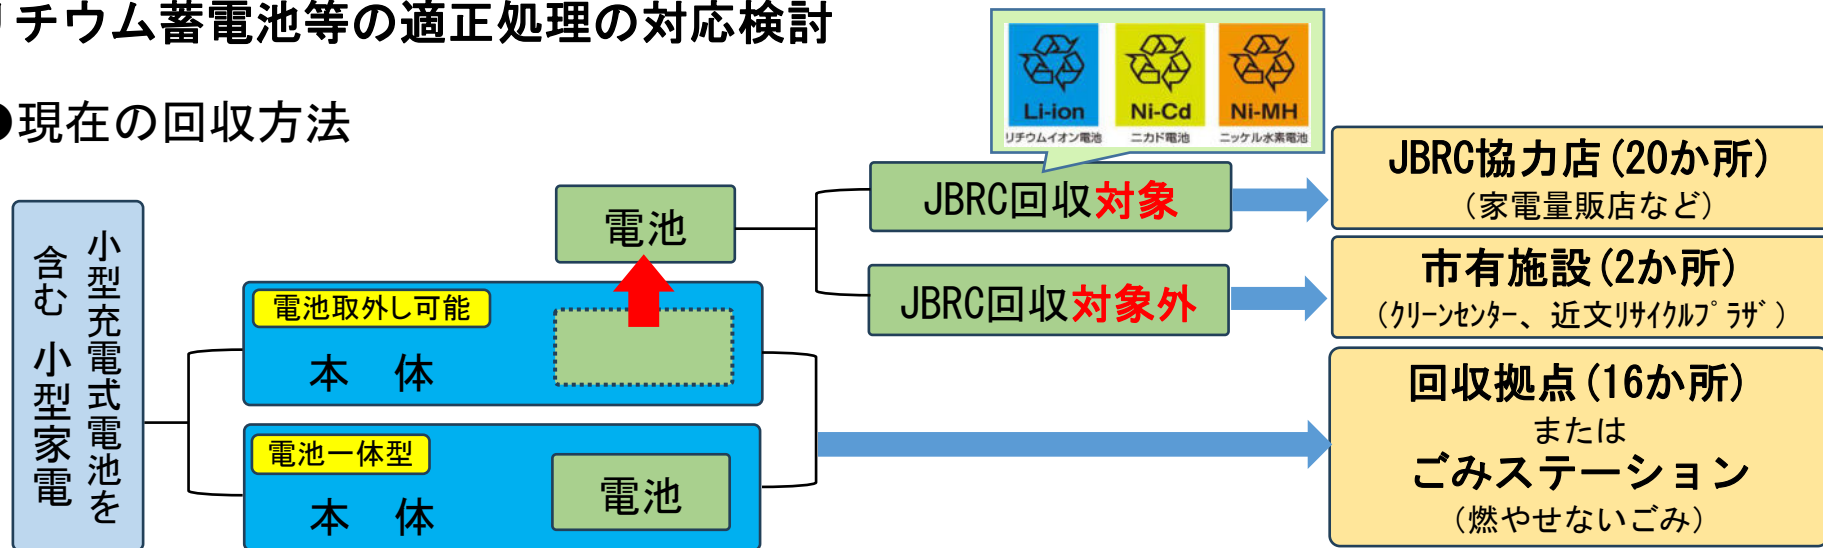 リチウム蓄電池等の適正処理の対応検討
●現在の回収方法
小型充電式電池を
含む 小型家電
電池取外し可能
本 体
電池一体型
本 体
電池
電池
Li-ion
リチウムイオン電池
Ni-Cd
ニカド電池
Ni-MH
ニッケル水素電池
JBRC回収対象
JBRC回収対象外
JBRC協力店(20か所)
(家電量販店など)
市有施設(2か所)
(ｸﾘｰﾝｾﾝﾀｰ、近文ﾘｻｲｸﾙﾌﾟﾗｻﾞ)
回収拠点(16か所)
または
ごみステーション
(燃やせないごみ)